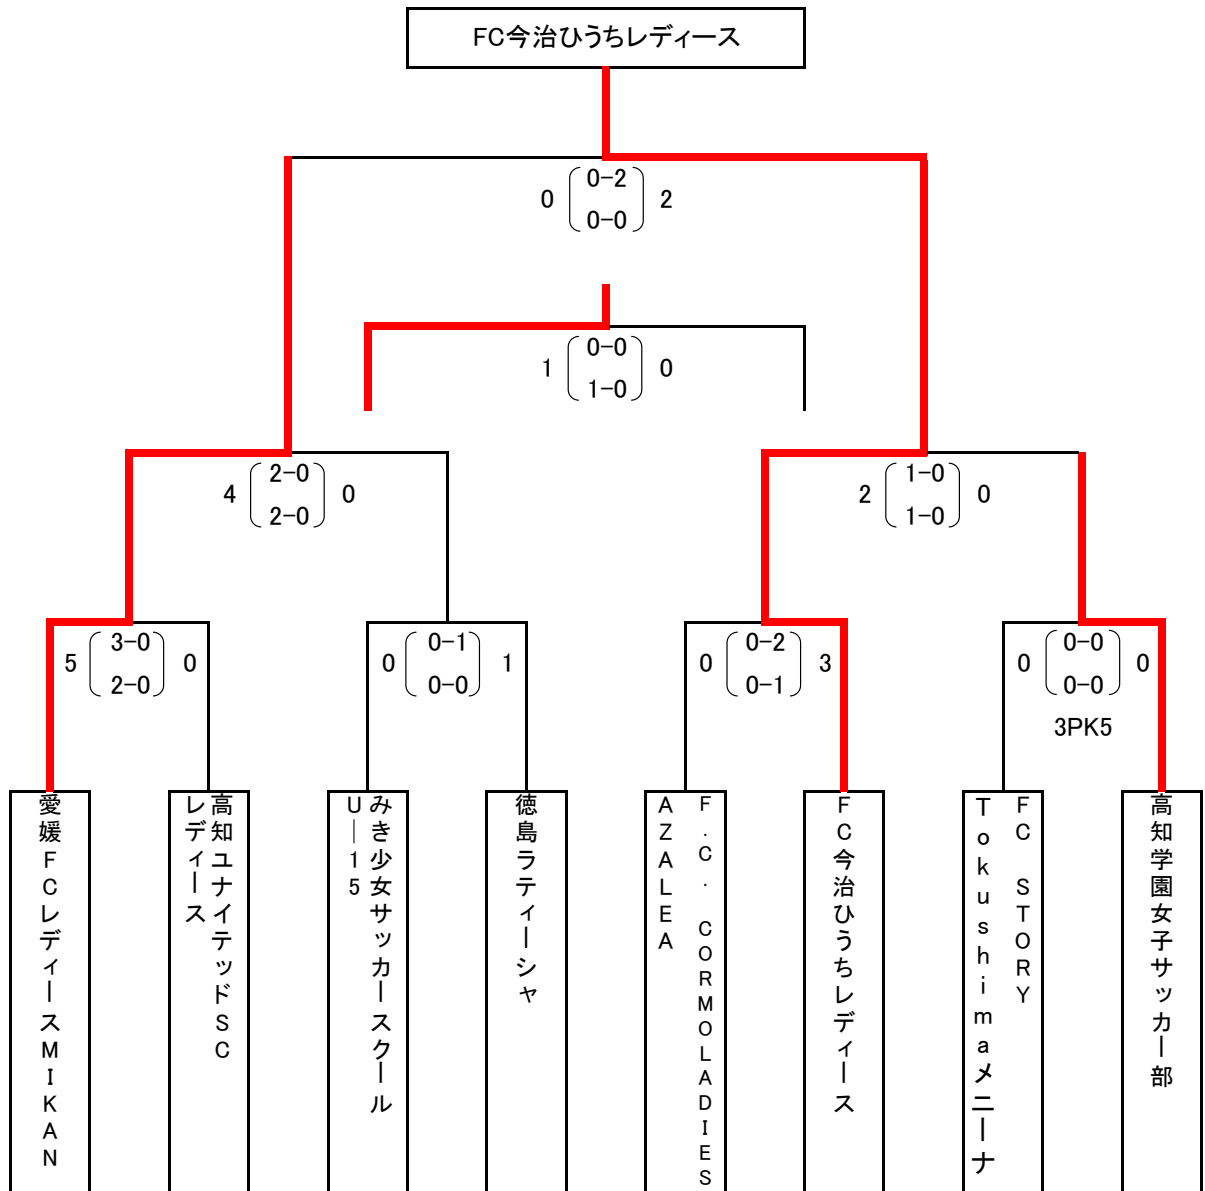 FC今治ひうちレディース
0-2
0 2
0-0
0-0
1 0
1-0
2-0
4 0
2-0
1-0
2 0
1-0
3-0
5 0
2-0
0-1
0 1
0-0
0-2
0 3
0-1
0-0
0 0
0-0
3PK5
愛媛FCレディースMIKAN
高知ユナイテッドSC
レディース
みき少女サッカースクール
U―15
徳島ラティーシャ
F.C. CORMOLADIES
AZALEA
FC今治ひうちレディース
FC STORY
Tokushimaメニーナ
高知学園女子サッカー部